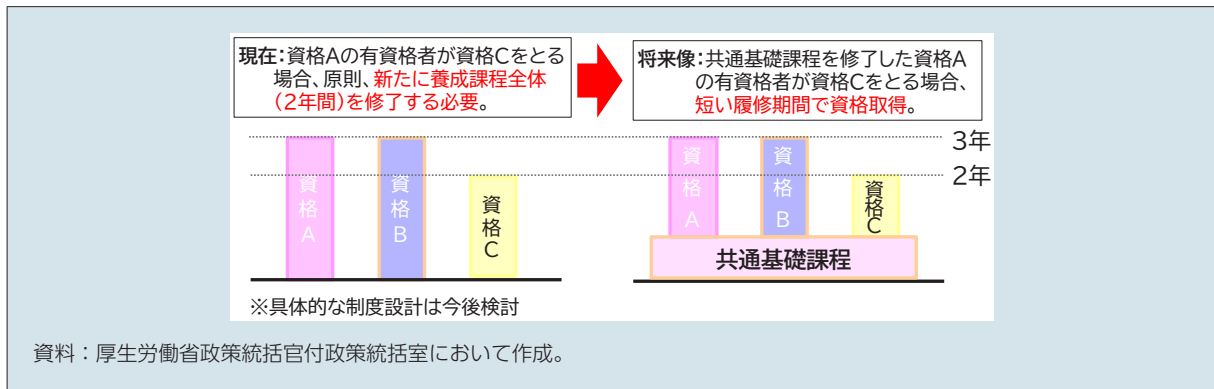 現在:資格Aの有資格者が資格Cをとる
場合、原則、新たに養成課程全体
(2年間)を修了する必要。
将来像:共通基礎課程を修了した資格A
の有資格者が資格Cをとる場合、
短い履修期間で資格取得。
3年
2年
資格A
資格B
資格C
資格A
資格B
資格C
共通基礎課程
※具体的な制度設計は今後検討
資料:厚生労働省政策統括官付政策統括室において作成。